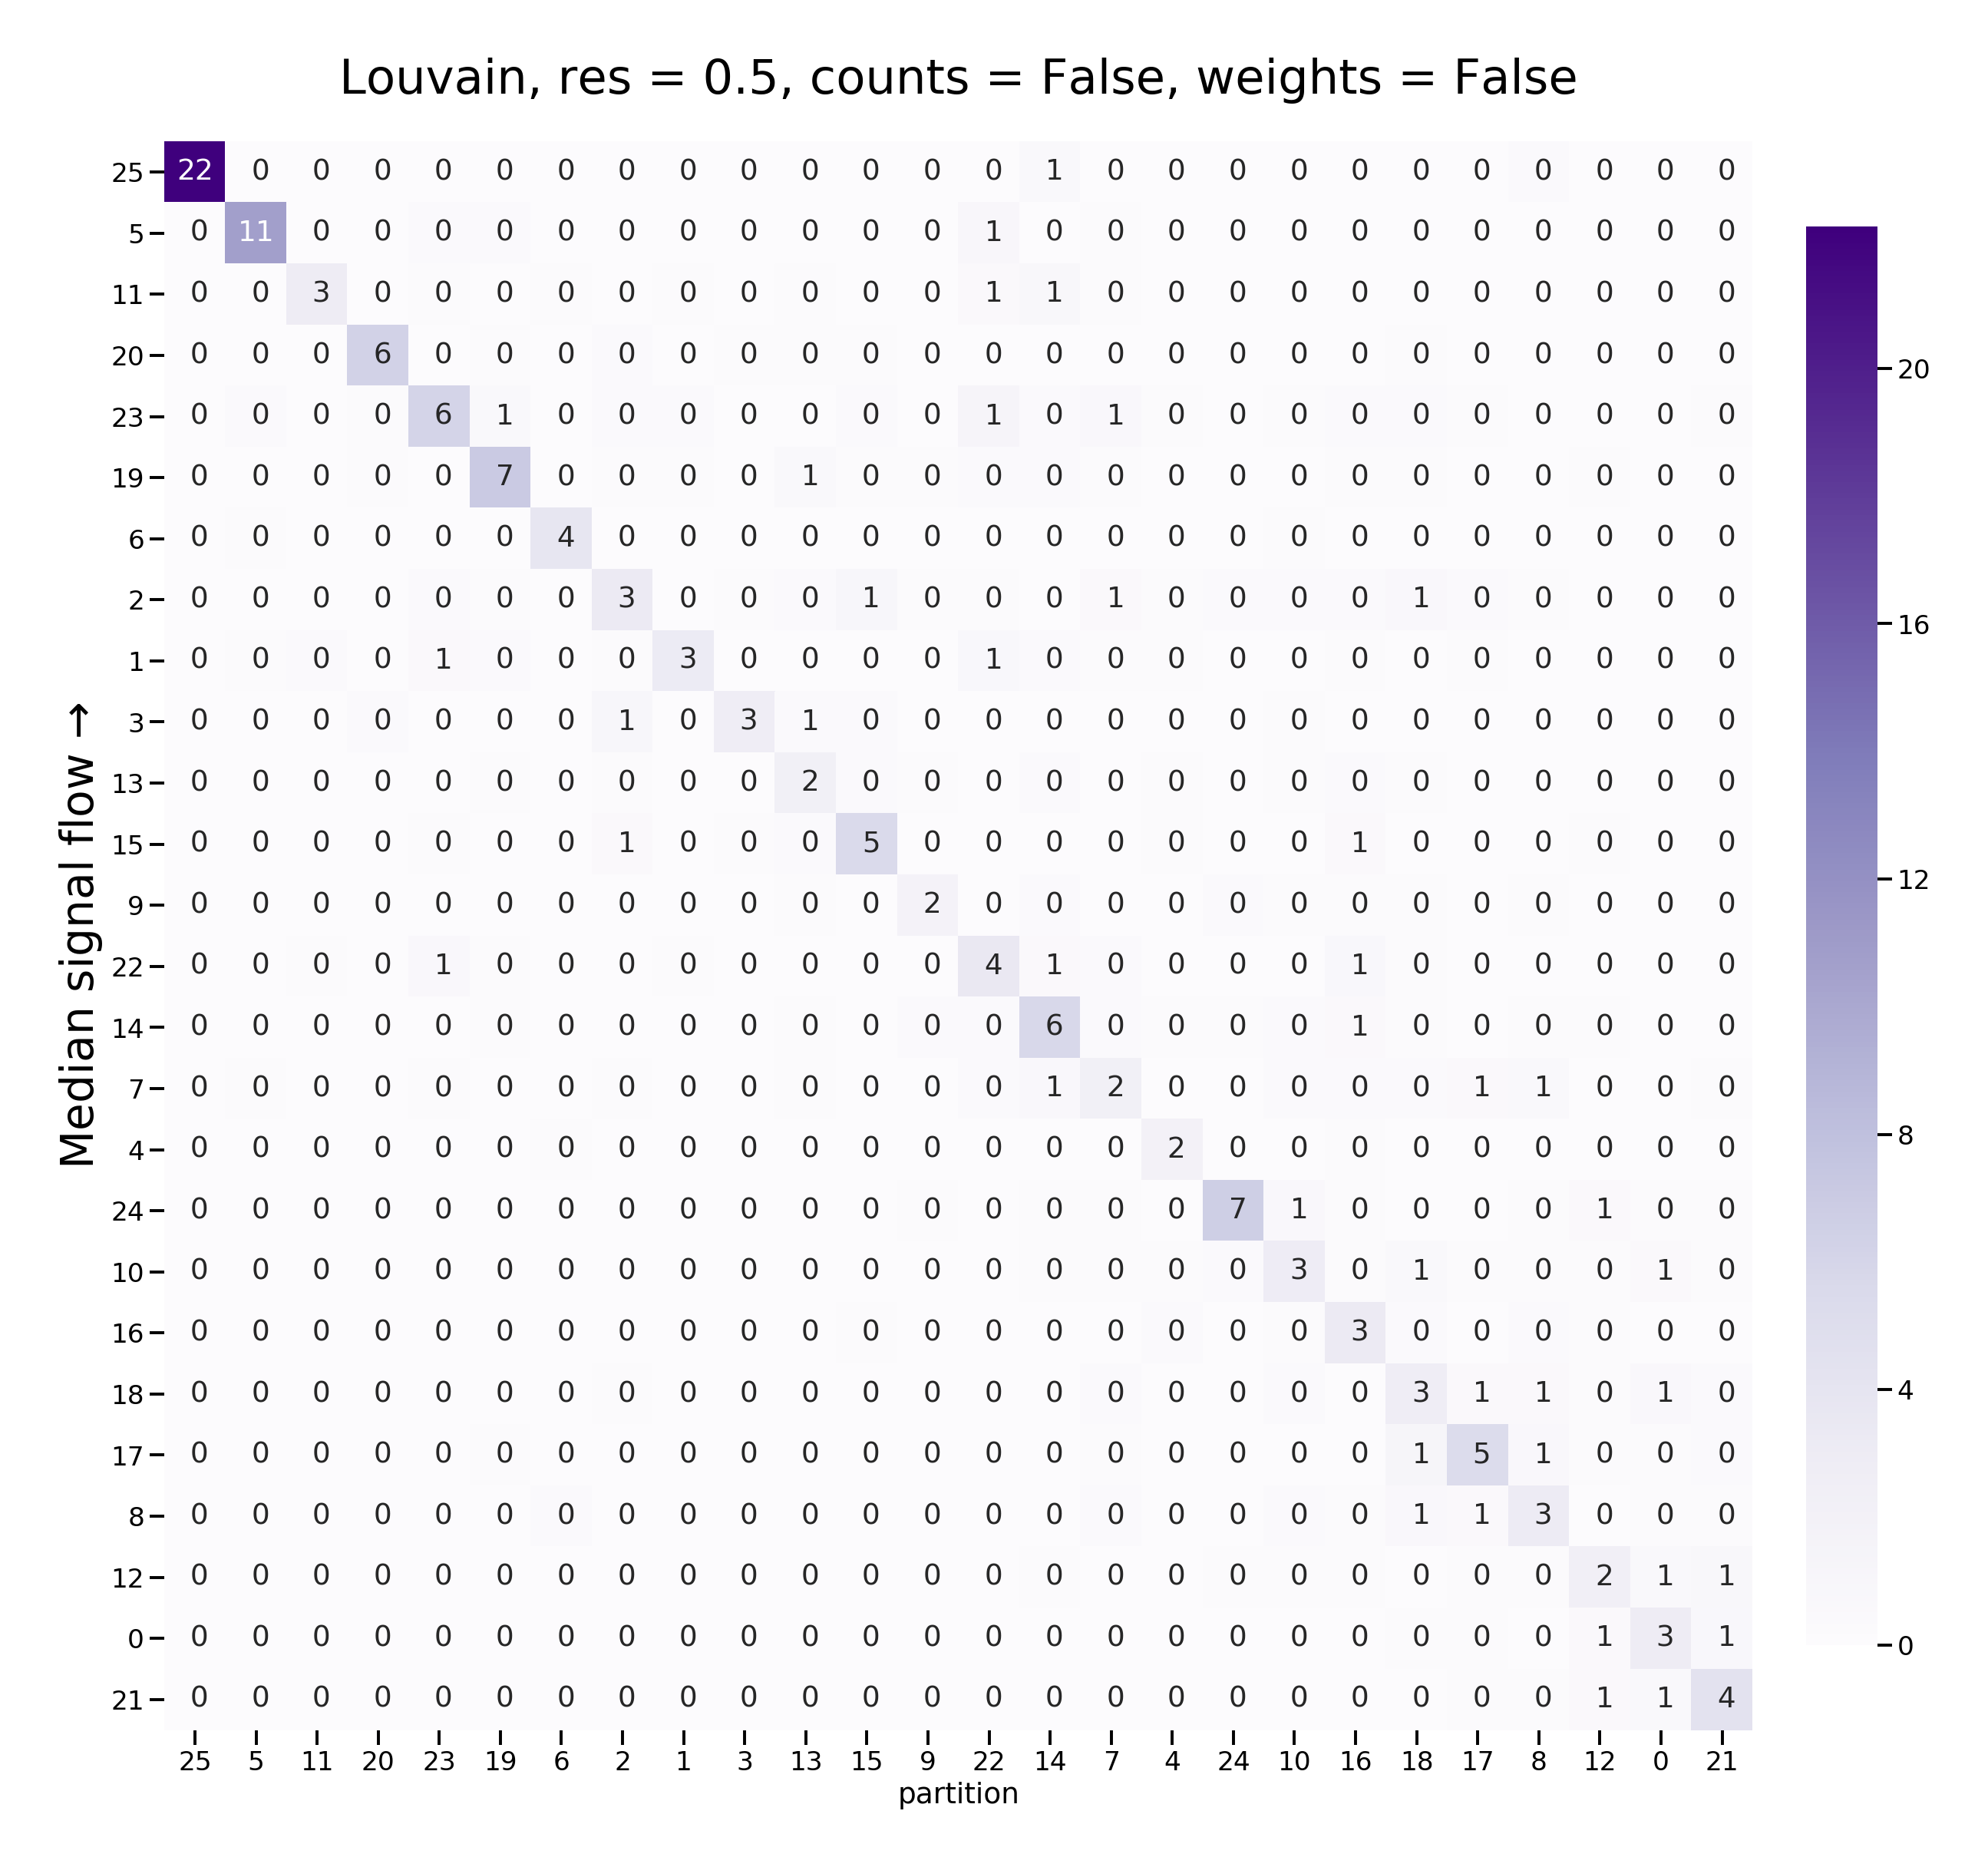 Louvain, res = 0.5, counts = False, weights = False
25 22 0 0 0 0 0 0 0 0 0 0 0 0 0 1 0 0 0 0 0 0 0 0 0 0 0
5 0 11 0 0 0 0 0 0 0 0 0 0 0 1 0 0 0 0 0 0 0 0 0 0 0 0
11 0 0 3 0 0 0 0 0 0 0 0 0 0 1 1 0 0 0 0 0 0 0 0 0 0 0
20 0 0 0 6 0 0 0 0 0 0 0 0 0 0 0 0 0 0 0 0 0 0 0 0 0 0
23 0 0 0 0 6 1 0 0 0 0 0 0 0 1 0 1 0 0 0 0 0 0 0 0 0 0
19 0 0 0 0 0 7 0 0 0 0 1 0 0 0 0 0 0 0 0 0 0 0 0 0 0 0
6 0 0 0 0 0 0 4 0 0 0 0 0 0 0 0 0 0 0 0 0 0 0 0 0 0 0
2 0 0 0 0 0 0 0 3 0 0 0 1 0 0 0 1 0 0 0 0 1 0 0 0 0 0
1 0 0 0 0 1 0 0 0 3 0 0 0 0 1 0 0 0 0 0 0 0 0 0 0 0 0
3 0 0 0 0 0 0 0 1 0 3 1 0 0 0 0 0 0 0 0 0 0 0 0 0 0 0
13 0 0 0 0 0 0 0 0 0 0 2 0 0 0 0 0 0 0 0 0 0 0 0 0 0 0
15 0 0 0 0 0 0 0 1 0 0 0 5 0 0 0 0 0 0 0 1 0 0 0 0 0 0
9 0 0 0 0 0 0 0 0 0 0 0 0 2 0 0 0 0 0 0 0 0 0 0 0 0 0
22 0 0 0 0 1 0 0 0 0 0 0 0 0 4 1 0 0 0 0 1 0 0 0 0 0 0
14 0 0 0 0 0 0 0 0 0 0 0 0 0 0 6 0 0 0 0 1 0 0 0 0 0 0
7 0 0 0 0 0 0 0 0 0 0 0 0 0 0 1 2 0 0 0 0 0 1 1 0 0 0
4 0 0 0 0 0 0 0 0 0 0 0 0 0 0 0 0 2 0 0 0 0 0 0 0 0 0
24 0 0 0 0 0 0 0 0 0 0 0 0 0 0 0 0 0 7 1 0 0 0 0 1 0 0
10 0 0 0 0 0 0 0 0 0 0 0 0 0 0 0 0 0 0 3 0 1 0 0 0 1 0
16 0 0 0 0 0 0 0 0 0 0 0 0 0 0 0 0 0 0 0 3 0 0 0 0 0 0
18 0 0 0 0 0 0 0 0 0 0 0 0 0 0 0 0 0 0 0 0 3 1 1 0 1 0
17 0 0 0 0 0 0 0 0 0 0 0 0 0 0 0 0 0 0 0 0 1 5 1 0 0 0
8 0 0 0 0 0 0 0 0 0 0 0 0 0 0 0 0 0 0 0 0 1 1 3 0 0 0
12 0 0 0 0 0 0 0 0 0 0 0 0 0 0 0 0 0 0 0 0 0 0 0 2 1 1
0 0 0 0 0 0 0 0 0 0 0 0 0 0 0 0 0 0 0 0 0 0 0 0 1 3 1
21 0 0 0 0 0 0 0 0 0 0 0 0 0 0 0 0 0 0 0 0 0 0 0 1 1 4
25 5 11 20 23 19 6 2 1 3 13 15 9 22 14 7 4 24 10 16 18 17 8 12 0 21
partition
Median signal flow →
20
16
12
8
4
0